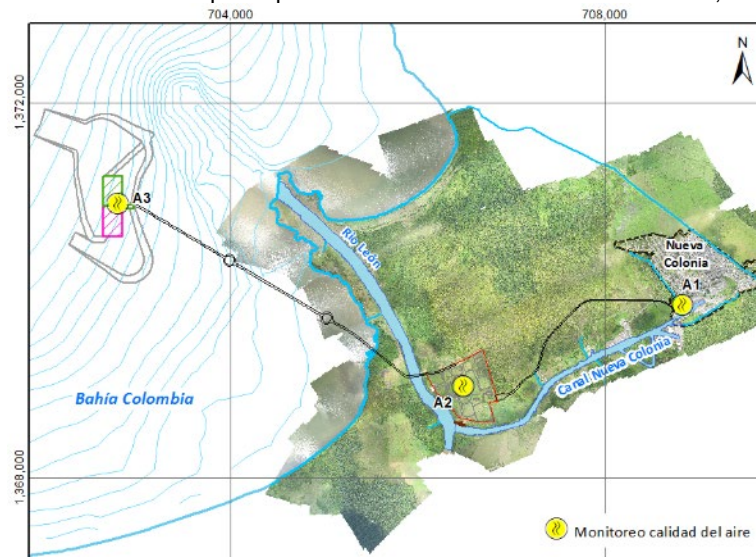 704,000
708,000
N
1,372,000
A3
Río León
Nueva
Colonia
A1
Canal Nueva Colonia
Bahía Colombia
A2
1,368,000
Monitoreo calidad del aire